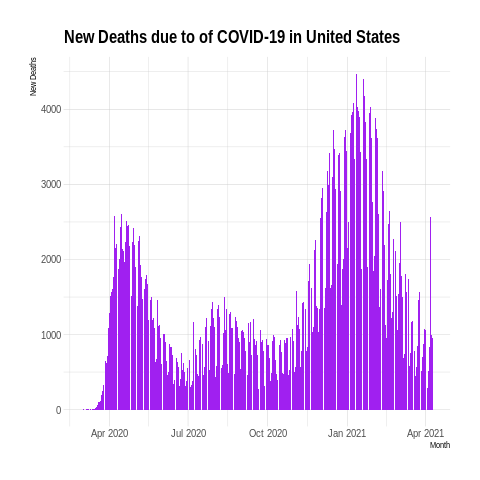 New Deaths due to of COVID-19 in United States
New Deaths
4000
3000
2000
1000
0
Apr 2020 Jul 2020 Oct 2020 Jan 2021 Apr 2021
Month